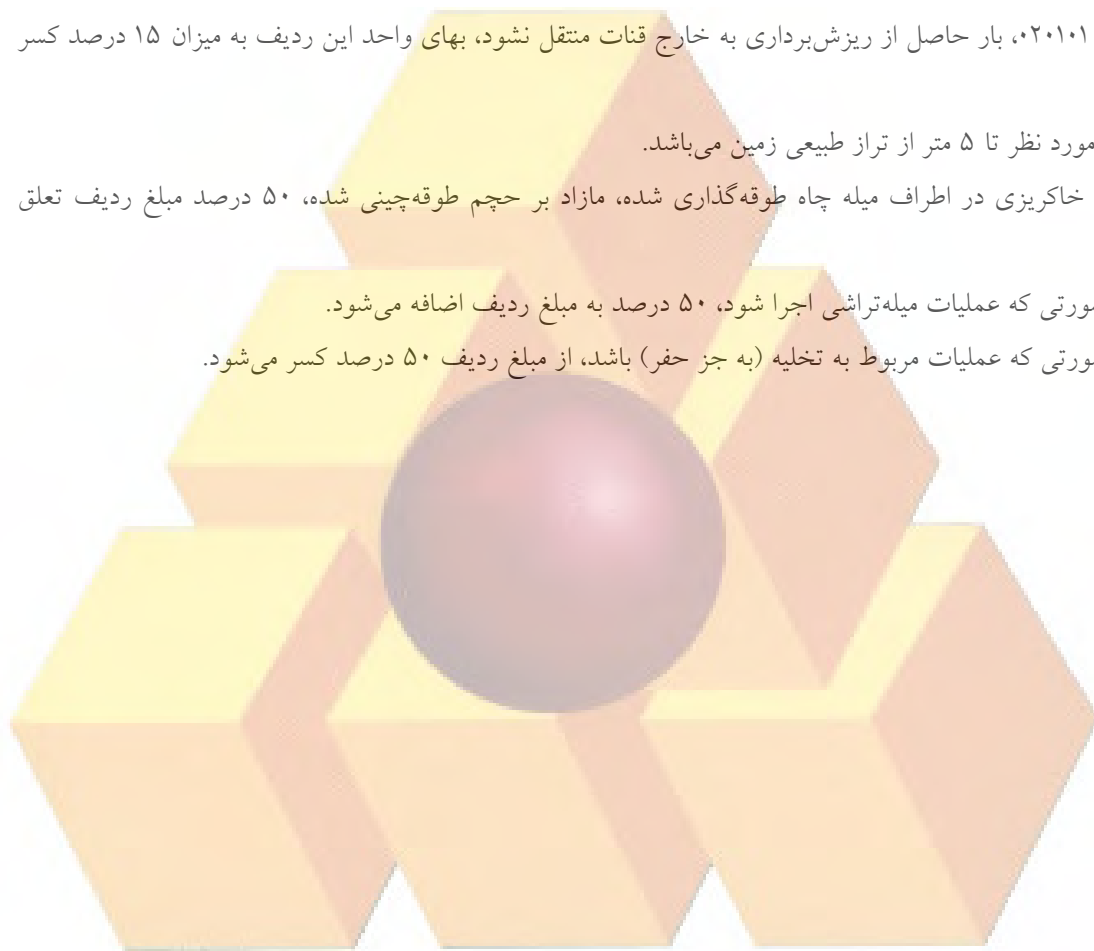 ۰۲۰۱۰۱، بار حاصل از ریزش‌برداری به خارج قنات منتقل نشود، بهای واحد این ردیف به میزان ۱۵ درصد کسر
مورد نظر تا ۵ متر از تراز طبیعی زمین می‌باشد.
خاکریزی در اطراف میله چاه طوقه‌گذاری شده، مازاد بر حجم طوقه‌چینی شده، ۵۰ درصد مبلغ ردیف تعلق
ورتی که عملیات میله‌تراشی اجرا شود، ۵۰ درصد به مبلغ ردیف اضافه می‌شود.
ورتی که عملیات مربوط به تخلیه (به جز حفر) باشد، از مبلغ ردیف ۵۰ درصد کسر می‌شود.